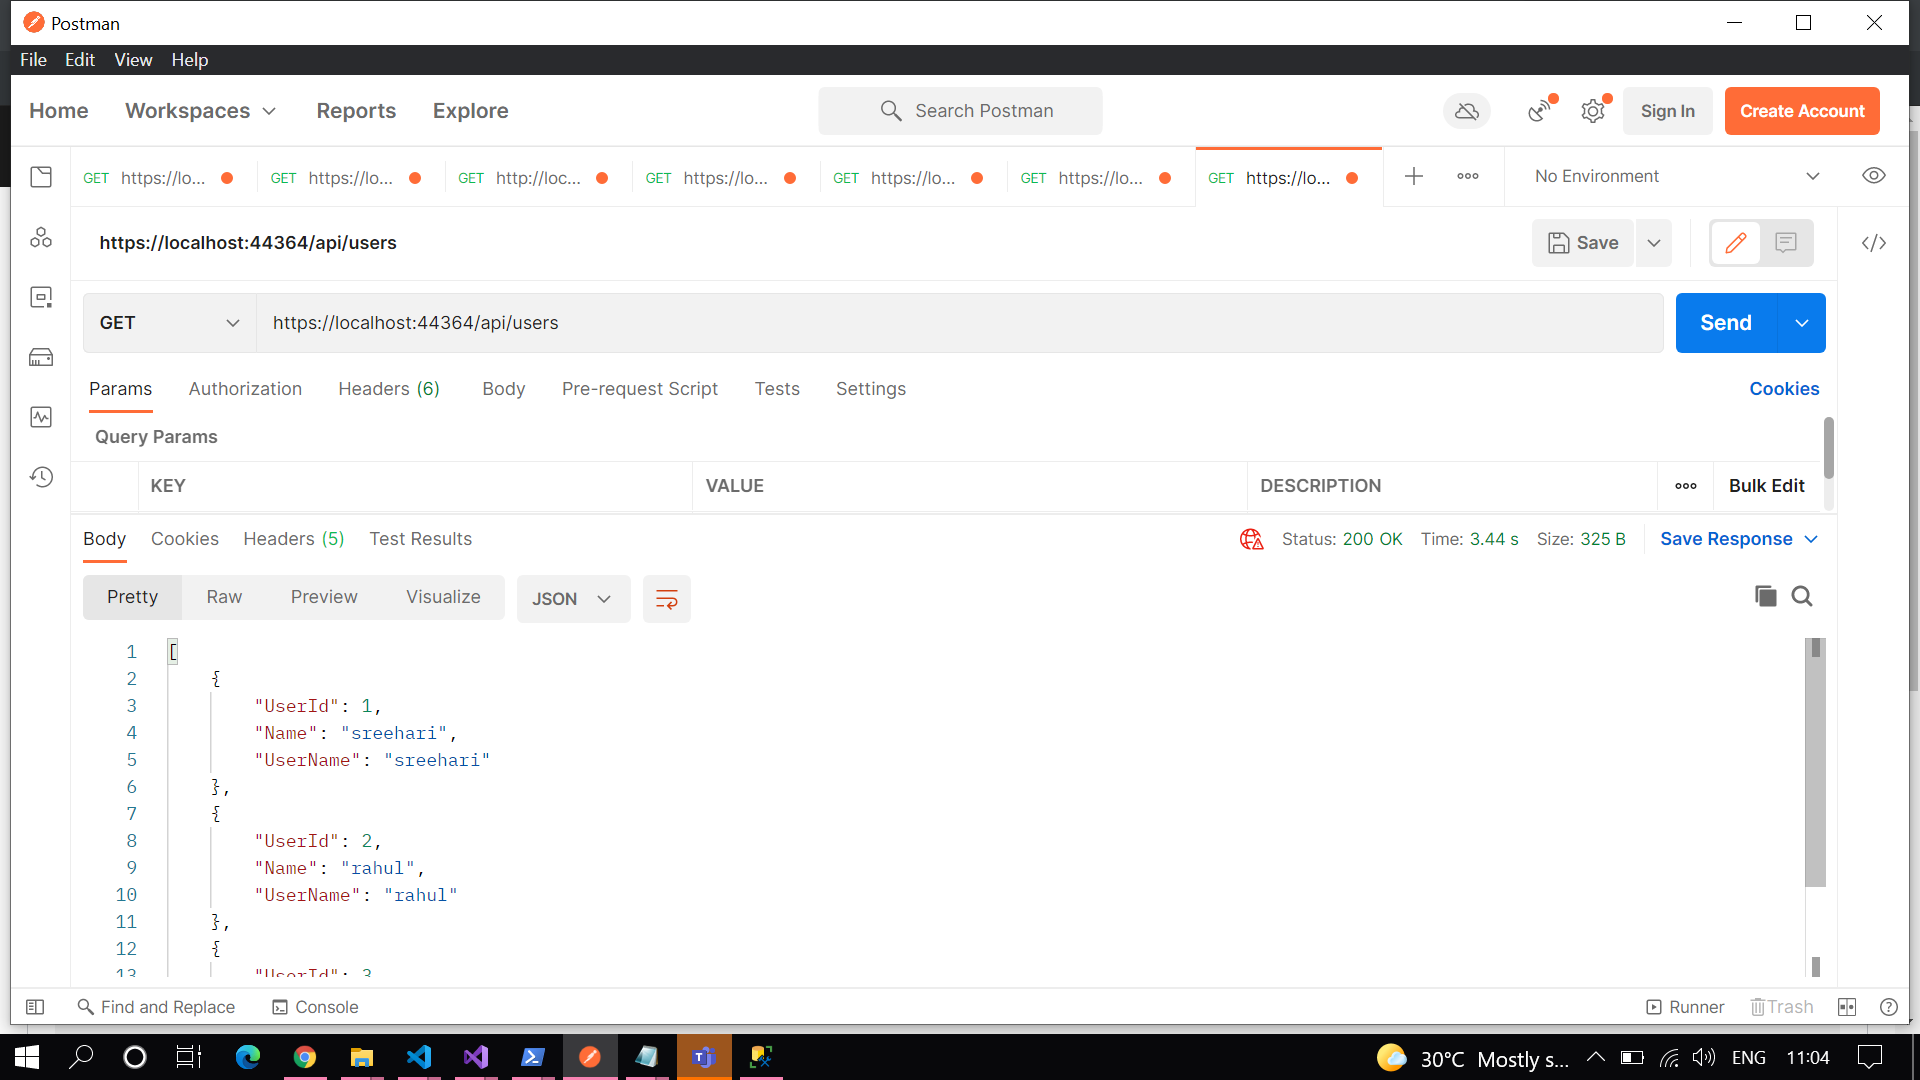 Postman
File Edit View Help
Home Workspaces Reports Explore Search Postman Sign In Create Account
GET https://lo... GET https://lo... GET http://loc... GET https://lo... GET https://lo... GET https://lo... GET https://lo... No Environment
https://localhost:44364/api/users Save
GET https://localhost:44364/api/users Send
Params Authorization Headers (6) Body Pre-request Script Tests Settings Cookies
Query Params
KEY VALUE DESCRIPTION Bulk Edit
Body Cookies Headers (5) Test Results Status: 200 OK Time: 3.44 s Size: 325 B Save Response
Pretty Raw Preview Visualize JSON
1 [
2 {
3 "UserId": 1,
4 "Name": "sreehari",
5 "UserName": "sreehari"
6 },
7 {
8 "UserId": 2,
9 "Name": "rahul",
10 "UserName": "rahul"
11 },
12 {
13 "UserId": 3
Find and Replace Console Runner Trash
30°C Mostly s... ENG 11:04